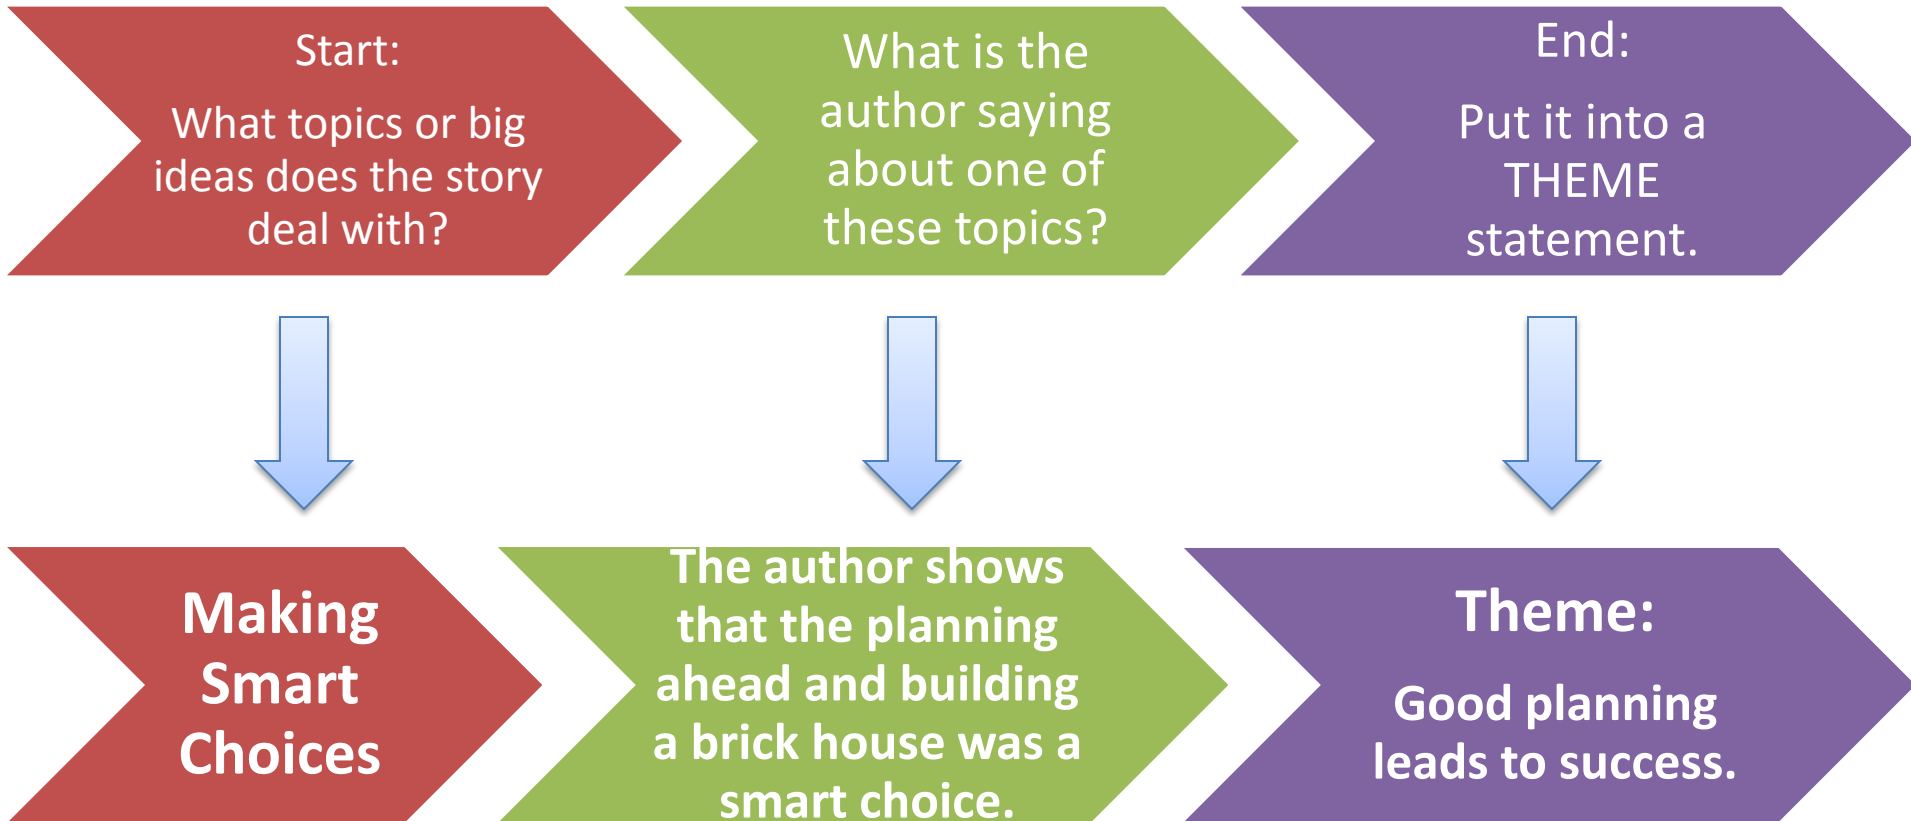 Start:
What topics or big
ideas does the story
deal with?
What is the
author saying
about one of
these topics?
End:
Put it into a
THEME
statement.
Making
Smart
Choices
The author shows
that the planning
ahead and building
a brick house was a
smart choice.
Theme:
Good planning
leads to success.